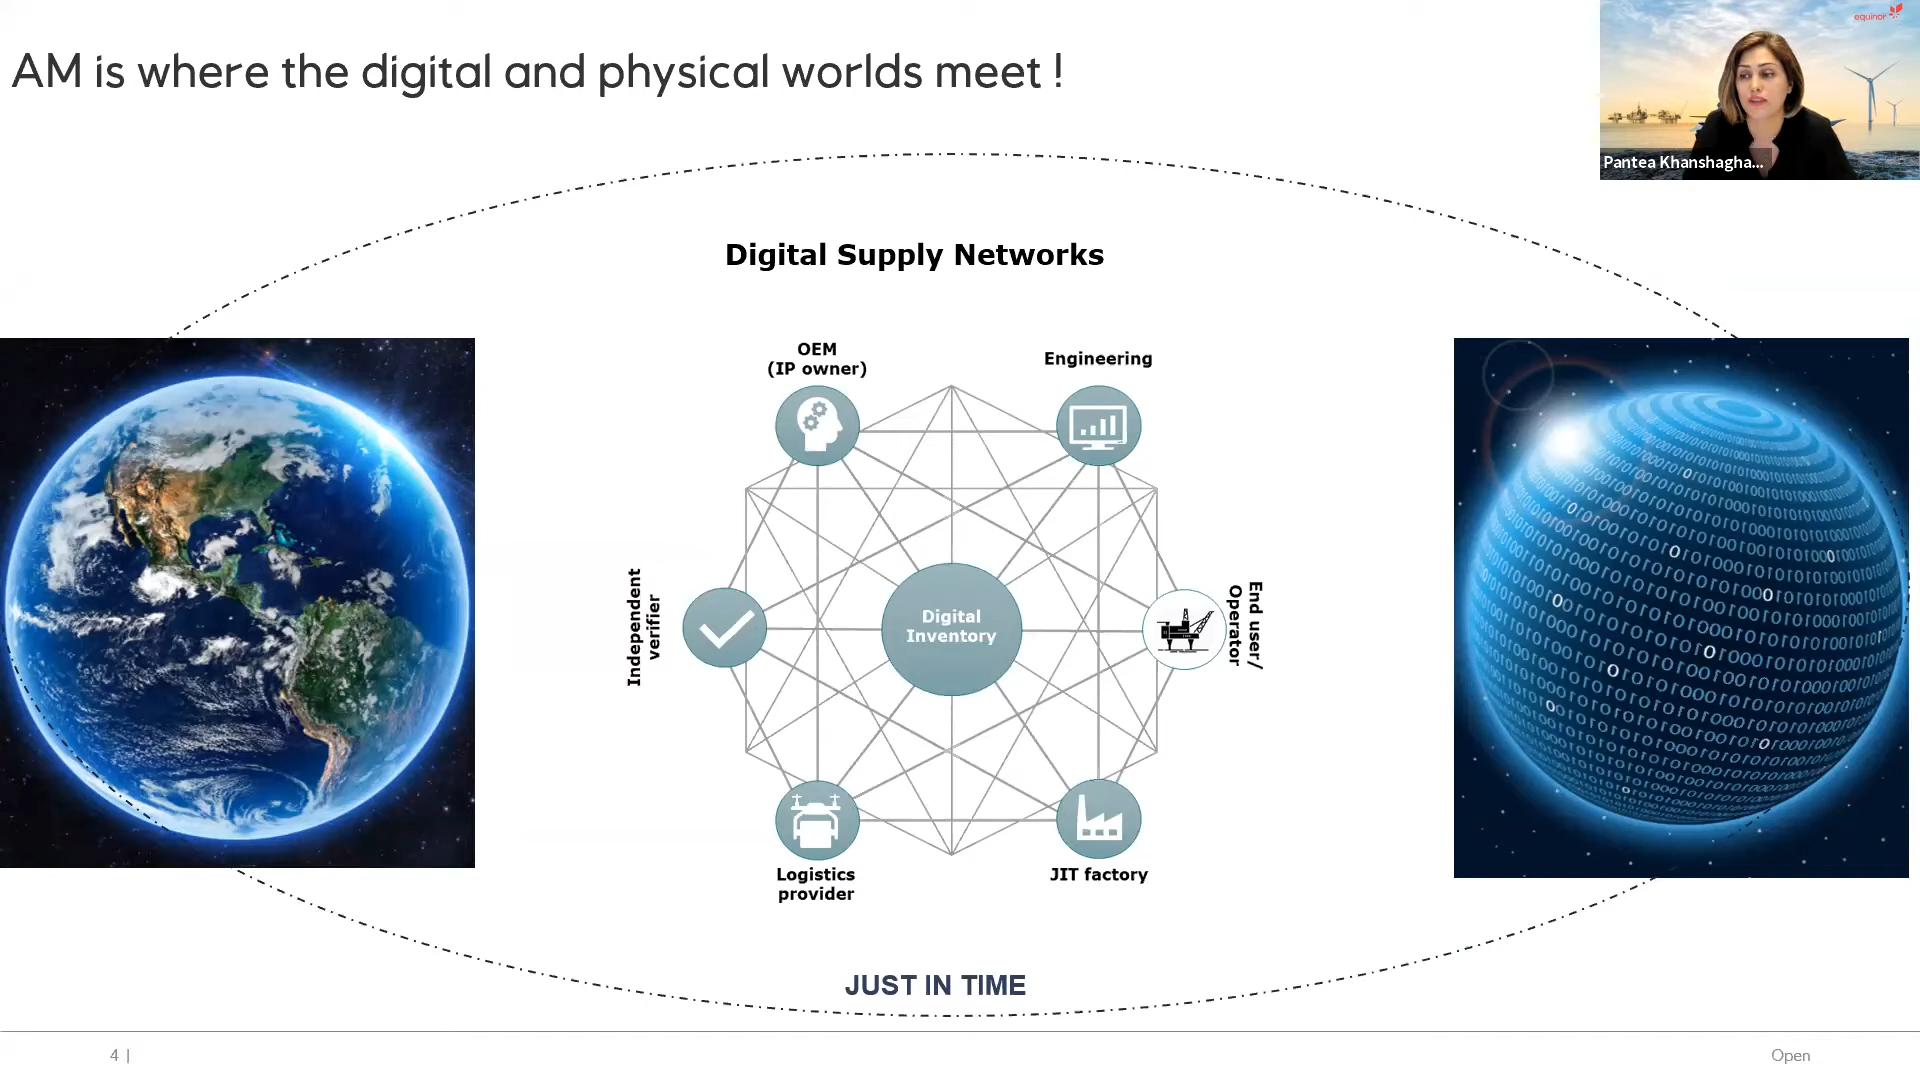 AM is where the digital and physical worlds meet !
equinor
Pantea Khanshagha...
Digital Supply Networks
OEM
(IP owner)
Engineering
Independent
verifier
Digital
Inventory
End user/
Operator
Logistics
provider
JIT factory
JUST IN TIME
4 |
Open